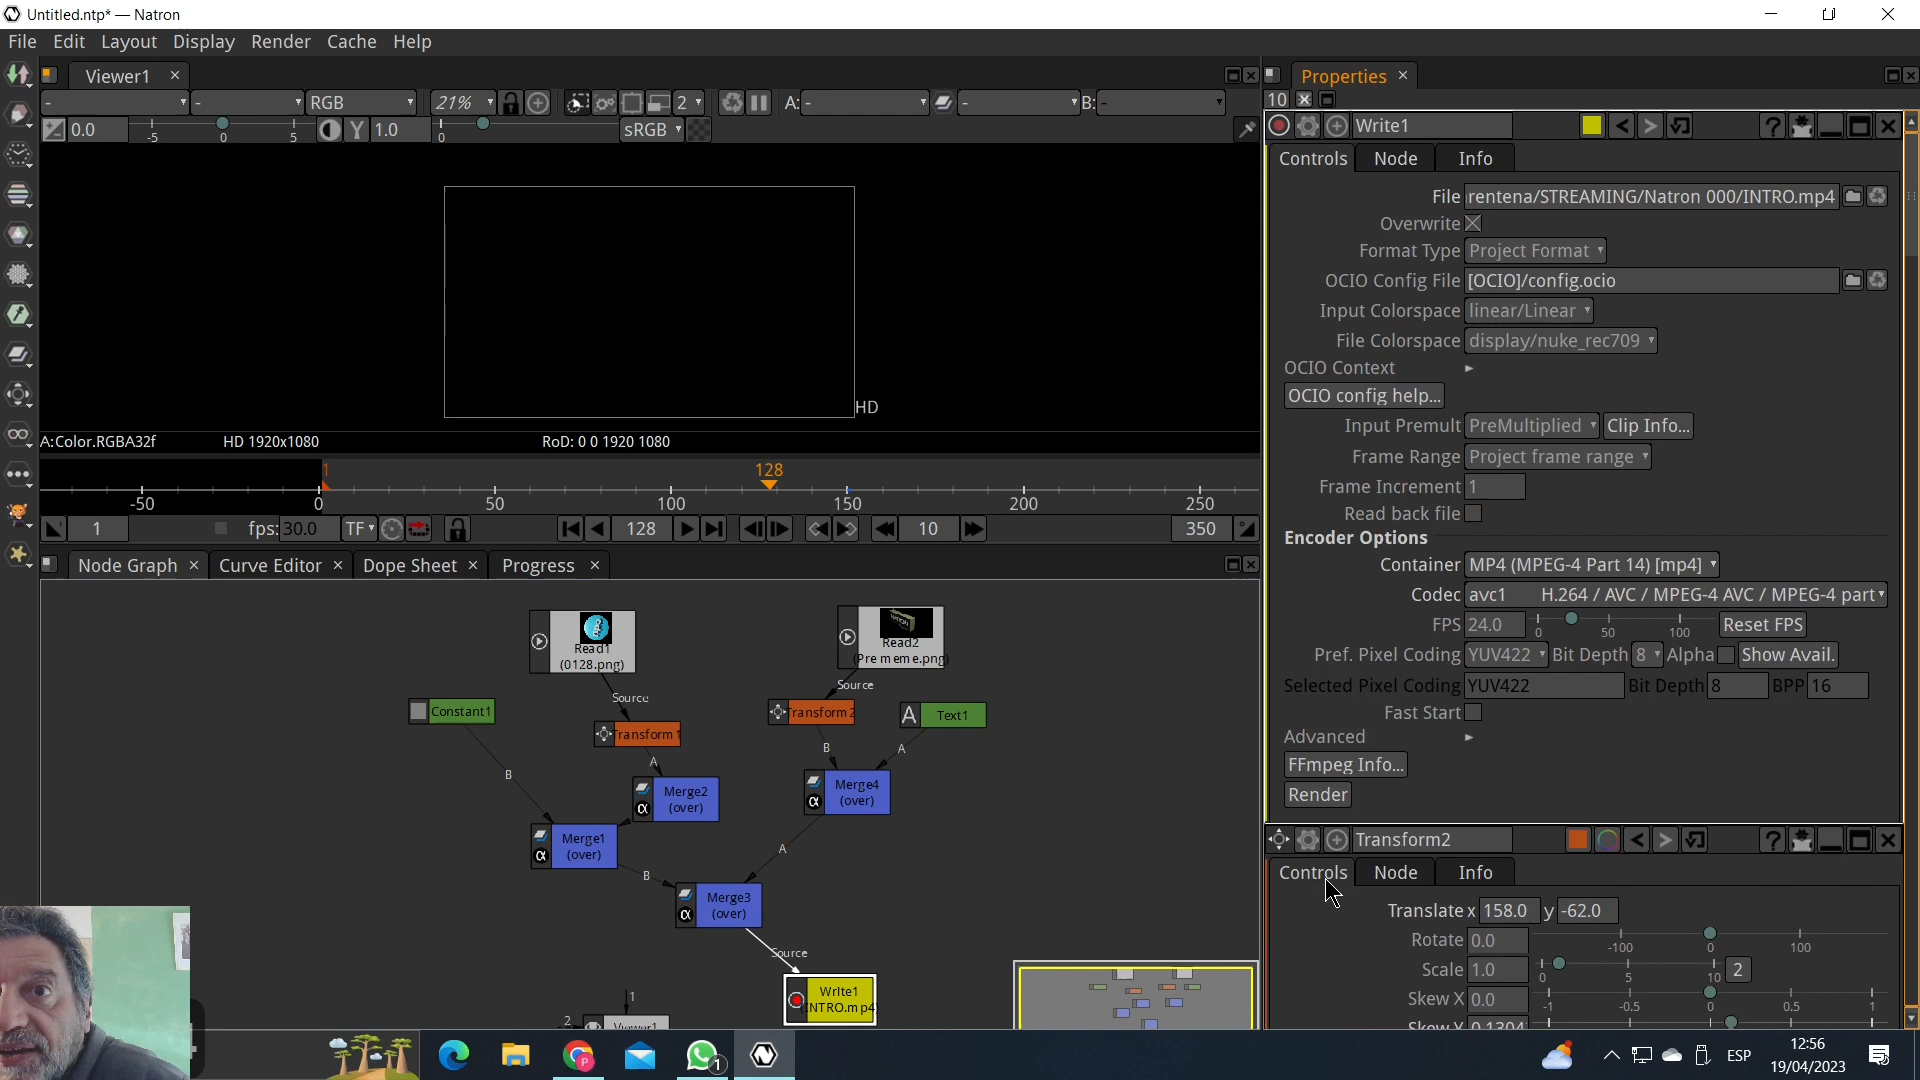 Untitled.ntp* — Natron
File Edit Layout Display Render Cache Help
Viewer1
Properties
- - RGB 21% 2 A: - - B: -
10
0.0 -5 0 5 Y 1.0 0 sRGB
Write1
Controls Node Info
File rentena/STREAMING/Natron 000/INTRO.mp4
Overwrite
Format Type Project Format
OCIO Config File [OCIO]/config.ocio
Input Colorspace linear/Linear
File Colorspace display/nuke_rec709
OCIO Context
OCIO config help...
Input Premult PreMultiplied Clip Info...
Frame Range Project frame range
Frame Increment 1
Read back file
Encoder Options
Container MP4 (MPEG-4 Part 14) [mp4]
Codec avc1 H.264 / AVC / MPEG-4 AVC / MPEG-4 part
FPS 24.0 0 50 100 Reset FPS
Pref. Pixel Coding YUV422 Bit Depth 8 Alpha Show Avail.
Selected Pixel Coding YUV422 Bit Depth 8 BPP 16
Fast Start
Advanced
FFmpeg Info...
Render
HD
A:Color.RGBA32f HD 1920x1080 RoD: 0 0 1920 1080
1 128
-50 0 50 100 150 200 250
1 fps: 30.0 TF 128 10 350
Node Graph Curve Editor Dope Sheet Progress
Read1
(0128.png)
Read2
(Pre meme.png)
Source
Source
Constant1
Transform1
Transform2
A Text1
B
A
B
A
Merge2
(over)
Merge4
(over)
Merge1
(over)
A
B
Merge3
(over)
Source
Write1
(INTRO.mp4)
1
2
Viewer1
Transform2
Controls Node Info
Translate x 158.0 y -62.0
Rotate 0.0 -100 0 100
Scale 1.0 5 10 2
Skew X 0.0 -1 -0.5 0 0.5 1
Skew Y 0.1304
1
ESP
12:56
19/04/2023